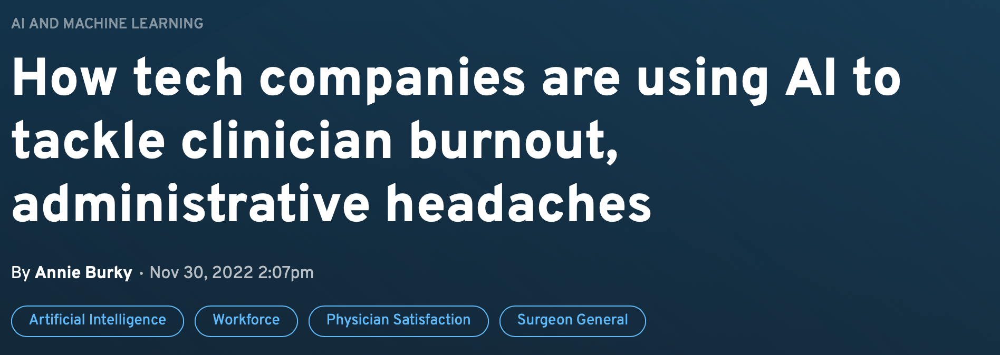 AI AND MACHINE LEARNING
How tech companies are using AI to
tackle clinician burnout,
administrative headaches
By Annie Burky · Nov 30, 2022 2:07pm
Artificial Intelligence Workforce Physician Satisfaction Surgeon General